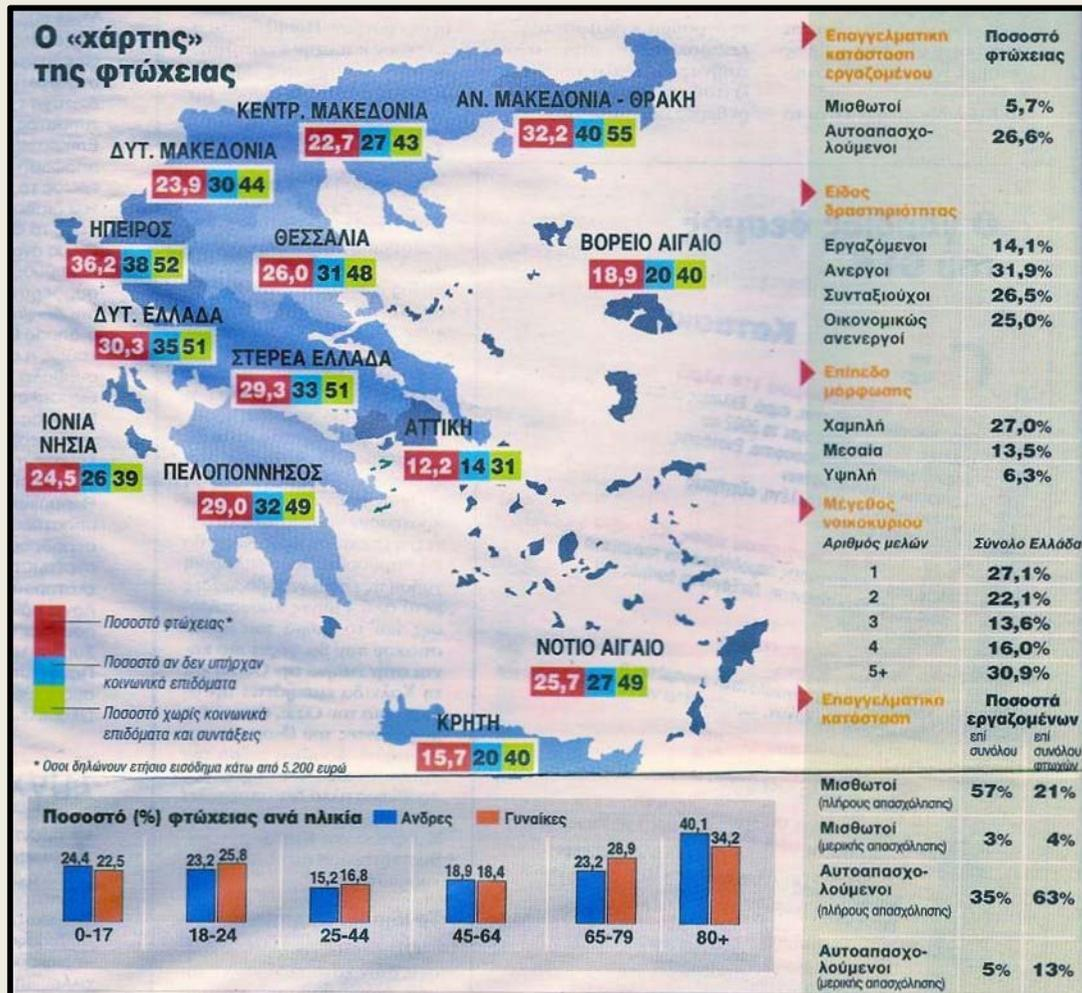 Ο «χάρτης»
της φτώχειας
ΚΕΝΤΡ. ΜΑΚΕΔΟΝΙΑ
22,7 27 43
ΑΝ. ΜΑΚΕΔΟΝΙΑ - ΘΡΑΚΗ
32,2 40 55
ΔΥΤ. ΜΑΚΕΔΟΝΙΑ
23,9 30 44
ΗΠΕΙΡΟΣ
36,2 38 52
ΘΕΣΣΑΛΙΑ
26,0 31 48
ΒΟΡΕΙΟ ΑΙΓΑΙΟ
18,9 20 40
ΔΥΤ. ΕΛΛΑΔΑ
30,3 35 51
ΣΤΕΡΕΑ ΕΛΛΑΔΑ
29,3 33 51
ΙΟΝΙΑ
ΝΗΣΙΑ
24,5 26 39
ΑΤΤΙΚΗ
12,2 14 31
ΠΕΛΟΠΟΝΝΗΣΟΣ
29,0 32 49
ΝΟΤΙΟ ΑΙΓΑΙΟ
25,7 27 49
ΚΡΗΤΗ
15,7 20 40
Ποσοστό φτώχειας*
Ποσοστό αν δεν υπήρχαν
κοινωνικά επιδόματα
Ποσοστό χωρίς κοινωνικά
επιδόματα και συντάξεις
* Οσοι δηλώνουν ετήσιο εισόδημα κάτω από 5.200 ευρώ
Ποσοστό (%) φτώχειας ανά ηλικία Ανδρες Γυναίκες
24,4 22,5 23,2 25,8 15,2 16,8 18,9 18,4 23,2 28,9 40,1 34,2
0-17 18-24 25-44 45-64 65-79 80+
Επαγγελματική Ποσοστό
κατάσταση φτώχειας
εργαζομένου
Μισθωτοί 5,7%
Αυτοαπασχο-
λούμενοι 26,6%
Είδος
δραστηριότητας
Εργαζόμενοι 14,1%
Ανεργοι 31,9%
Συνταξιούχοι 26,5%
Οικονομικώς
ανενεργοί 25,0%
Επίπεδο
μόρφωσης
Χαμηλή 27,0%
Μεσαία 13,5%
Υψηλή 6,3%
Μέγεθος
νοικοκυριού
Αριθμός μελών Σύνολο Ελλάδα
1 27,1%
2 22,1%
3 13,6%
4 16,0%
5+ 30,9%
Επαγγελματική Ποσοστά
κατάσταση εργαζομένων
επί συνόλου
επί συνόλου φτωχών
Μισθωτοί 57% 21%
(πλήρους απασχόλησης)
Μισθωτοί 3% 4%
(μερικής απασχόλησης)
Αυτοαπασχο-
λούμενοι 35% 63%
(πλήρους απασχόλησης)
Αυτοαπασχο-
λούμενοι 5% 13%
(μερικής απασχόλησης)